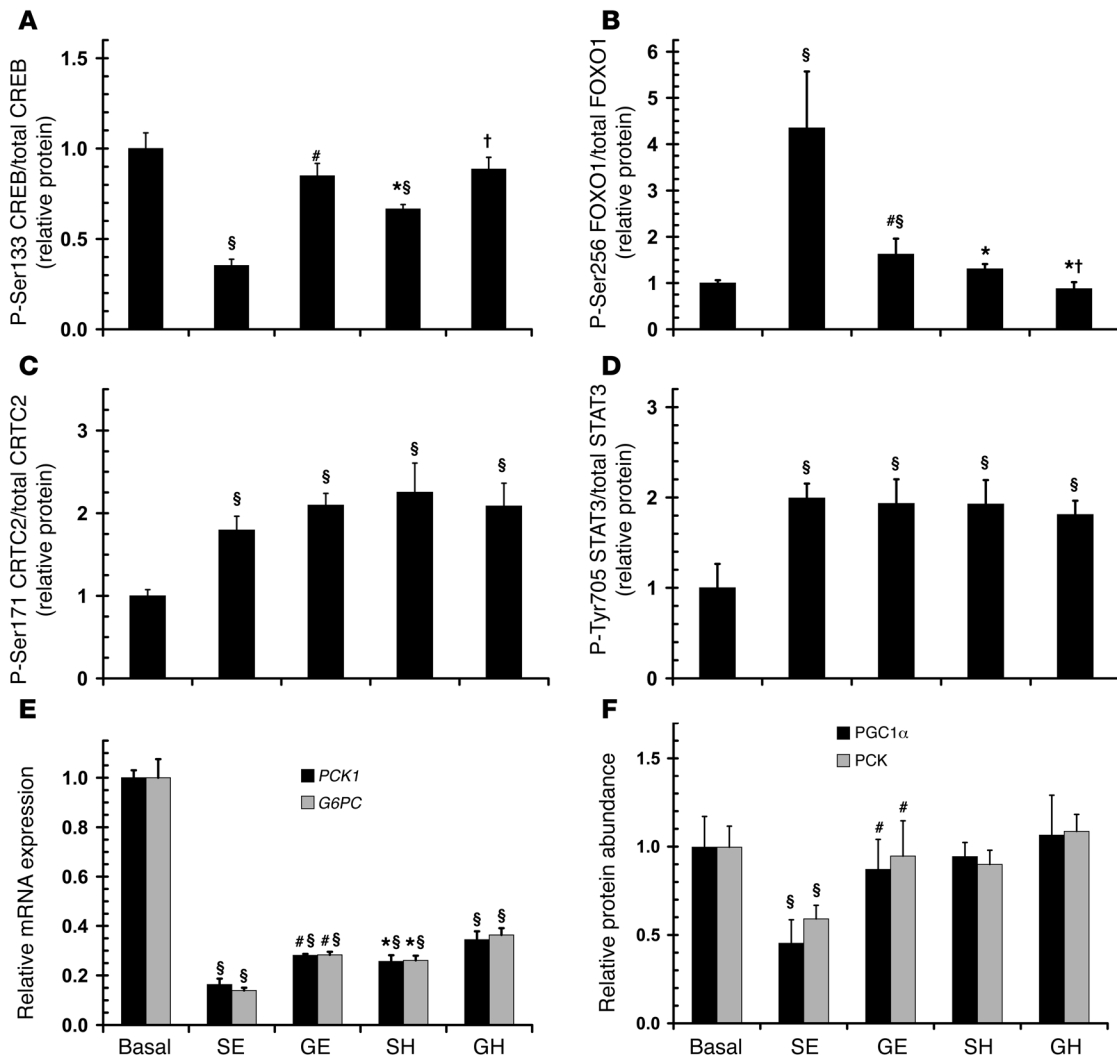 A
P-Ser133 CREB/total CREB
(relative protein)
1.5
1.0
0.5
0.0
§
#
*§
†
B
P-Ser256 FOXO1/total FOXO1
(relative protein)
6
5
4
3
2
1
0
§
#§
*
*†
C
P-Ser171 CRTC2/total CRTC2
(relative protein)
3
2
1
0
§
§
§
§
D
P-Tyr705 STAT3/total STAT3
(relative protein)
3
2
1
0
§
§
§
§
E
Relative mRNA expression
1.0
0.8
0.6
0.4
0.2
0.0
PCK1
G6PC
§ §
#§ #§
*§ *§
§ §
Basal SE GE SH GH
F
Relative protein abundance
1.5
1.0
0.5
0.0
PGC1α
PCK
§ §
# #
Basal SE GE SH GH